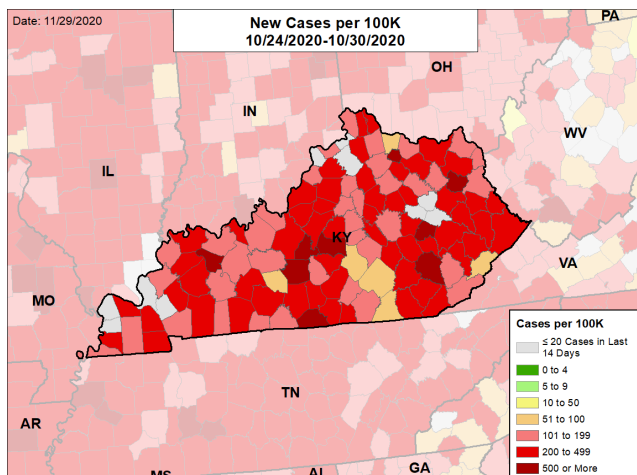 Date: 11/29/2020
New Cases per 100K
10/24/2020-10/30/2020
PA
OH
IN
WV
IL
KY
VA
MO
TN
AR
MS
AL
GA
Cases per 100K
≤ 20 Cases in Last
14 Days
0 to 4
5 to 9
10 to 50
51 to 100
101 to 199
200 to 499
500 or More